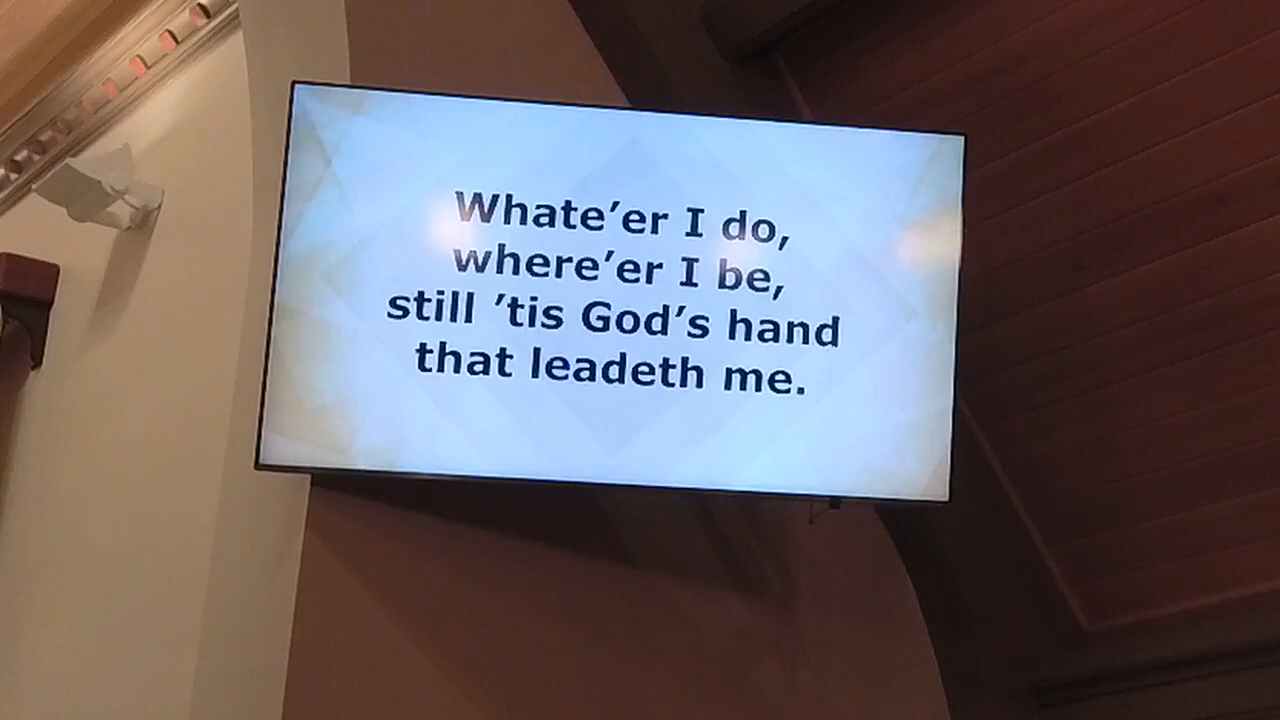 Whate’er I do,
where’er I be,
still ’tis God’s hand
that leadeth me.